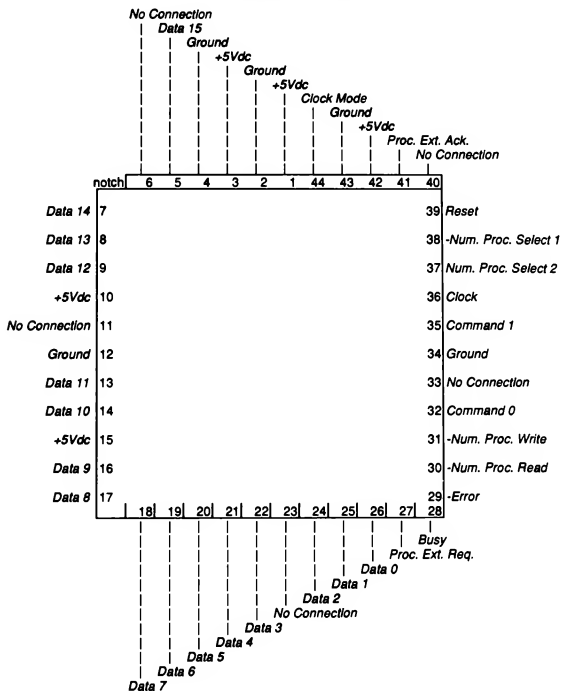 No Connection
Data 15
Ground
+5Vdc
Ground
+5Vdc
Clock Mode
Ground
+5Vdc
Proc. Ext. Ack.
No Connection
notch 6 5 4 3 2 1 44 43 42 41 40
Data 14 7 39 Reset
Data 13 8 38 -Num. Proc. Select 1
Data 12 9 37 Num. Proc. Select 2
+5Vdc 10 36 Clock
No Connection 11 35 Command 1
Ground 12 34 Ground
Data 11 13 33 No Connection
Data 10 14 32 Command 0
+5Vdc 15 31 -Num. Proc. Write
Data 9 16 30 -Num. Proc. Read
Data 8 17 29 -Error
18 19 20 21 22 23 24 25 26 27 28
Busy
Proc. Ext. Req.
Data 0
Data 1
Data 2
No Connection
Data 3
Data 4
Data 5
Data 6
Data 7